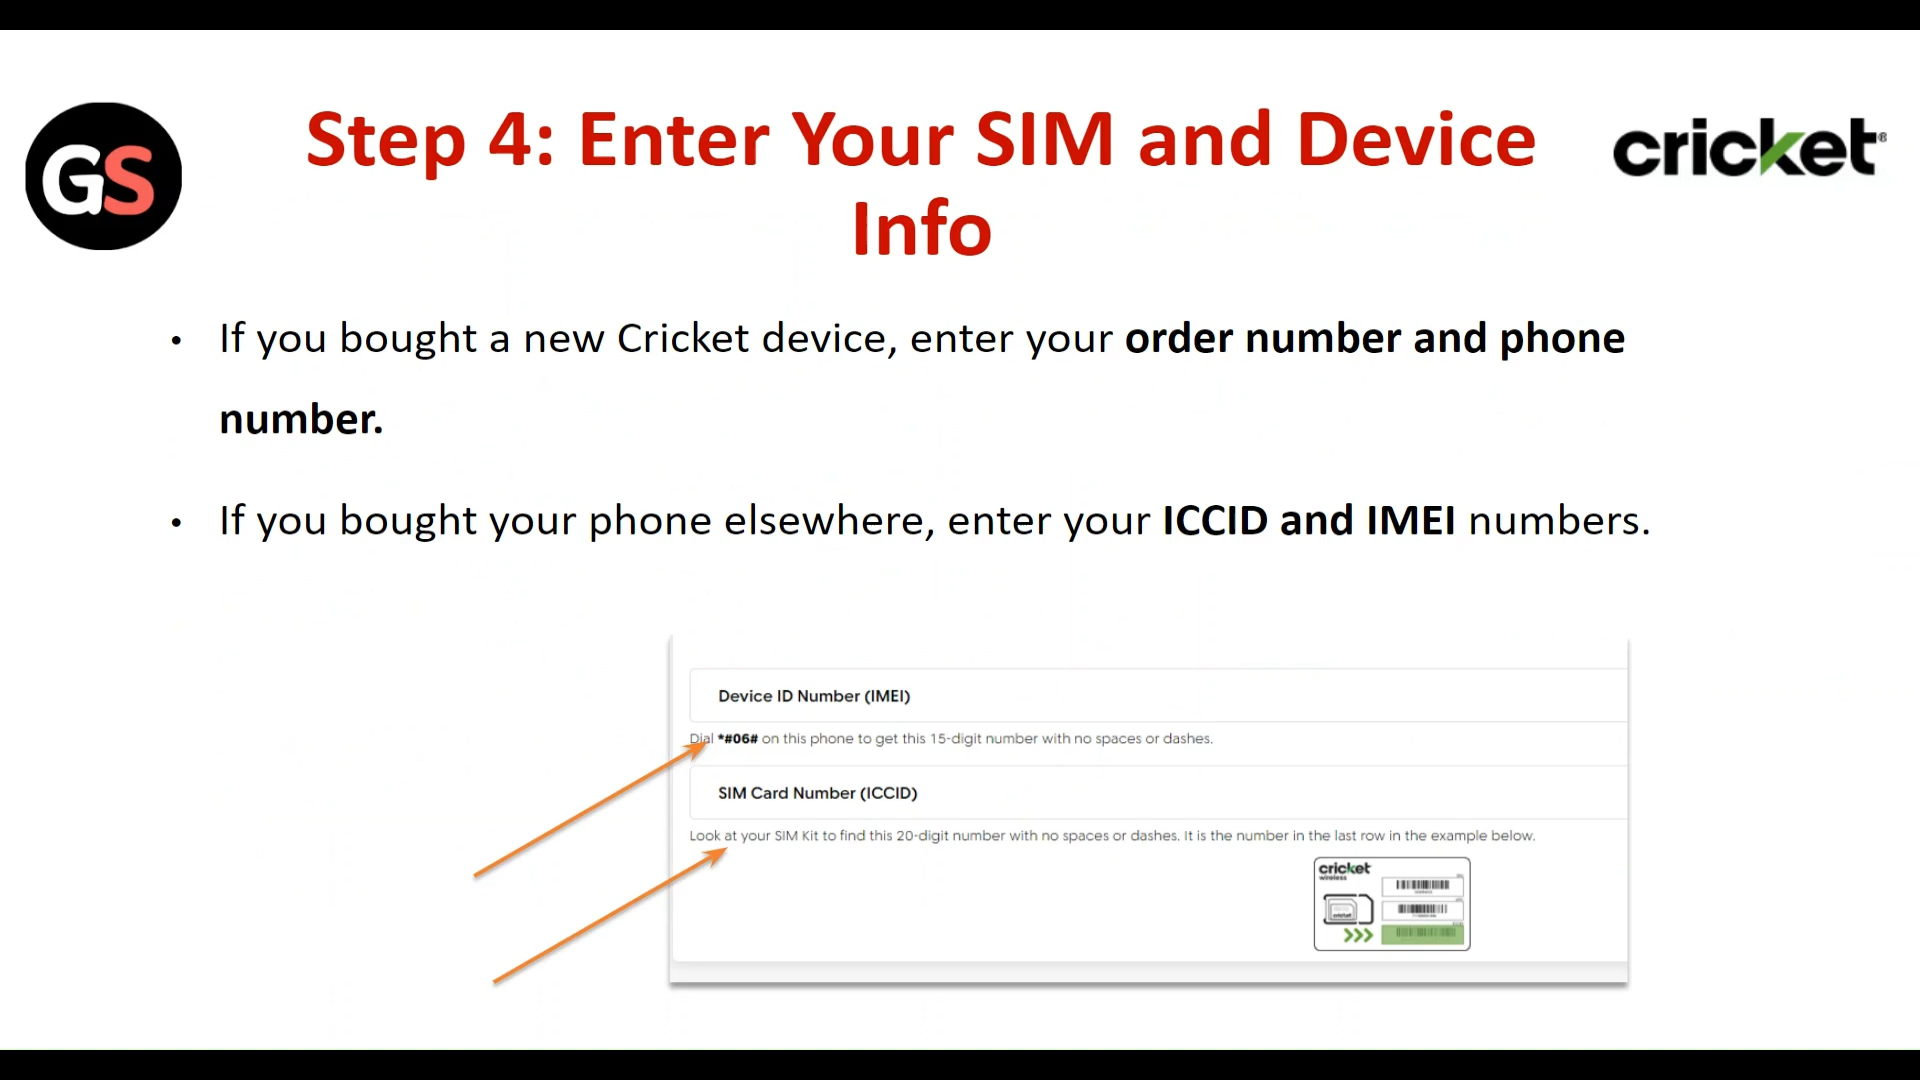 GS
Step 4: Enter Your SIM and Device
Info
cricket
• If you bought a new Cricket device, enter your order number and phone
number.
• If you bought your phone elsewhere, enter your ICCID and IMEI numbers.
Device ID Number (IMEI)
Dial *#06# on this phone to get this 15-digit number with no spaces or dashes.
SIM Card Number (ICCID)
Look at your SIM Kit to find this 20-digit number with no spaces or dashes. It is the number in the last row in the example below.
cricket
wireless
cricket